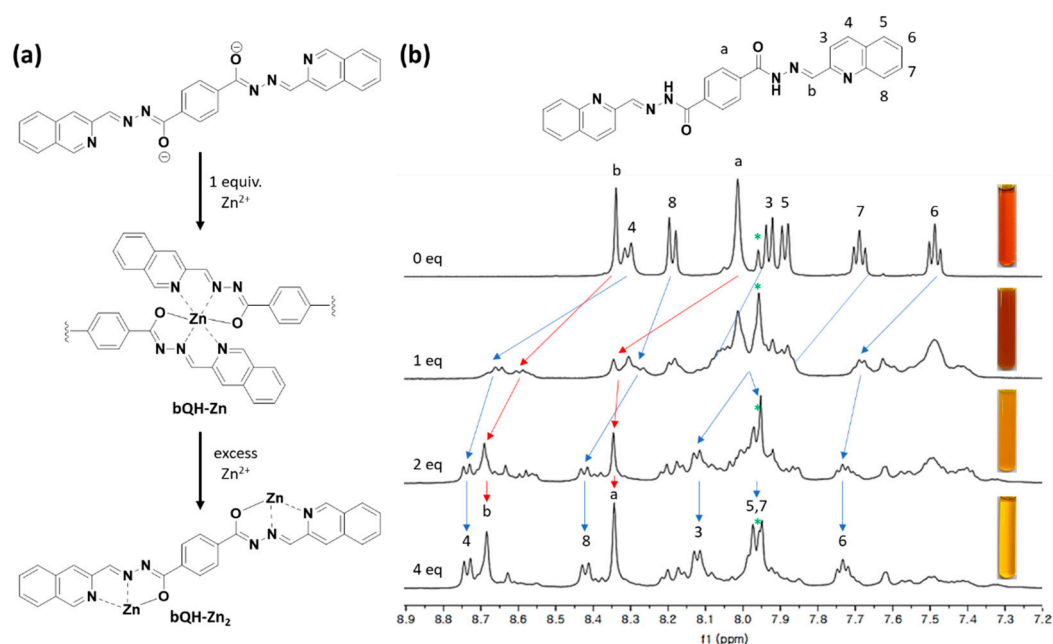 (a)
O ⊖
N
N N
N N
N
O
⊖
1 equiv.
Zn2+
N N N
O Zn O
N N N
bQH-Zn
excess
Zn2+
Zn
O N
N N
N N
N O
Zn
bQH-Zn2
(b)
a
O
N N
H
b
N
3
4
5
6
7
8
N
H
N N
O
b
4
8
a
*
3 5
7
6
0 eq
*
1 eq
*
2 eq
4
b
8
a
3
5,7
*
6
4 eq
8.9 8.8 8.7 8.6 8.5 8.4 8.3 8.2 8.1 8.0 7.9 7.8 7.7 7.6 7.5 7.4 7.3 7.2
f1 (ppm)